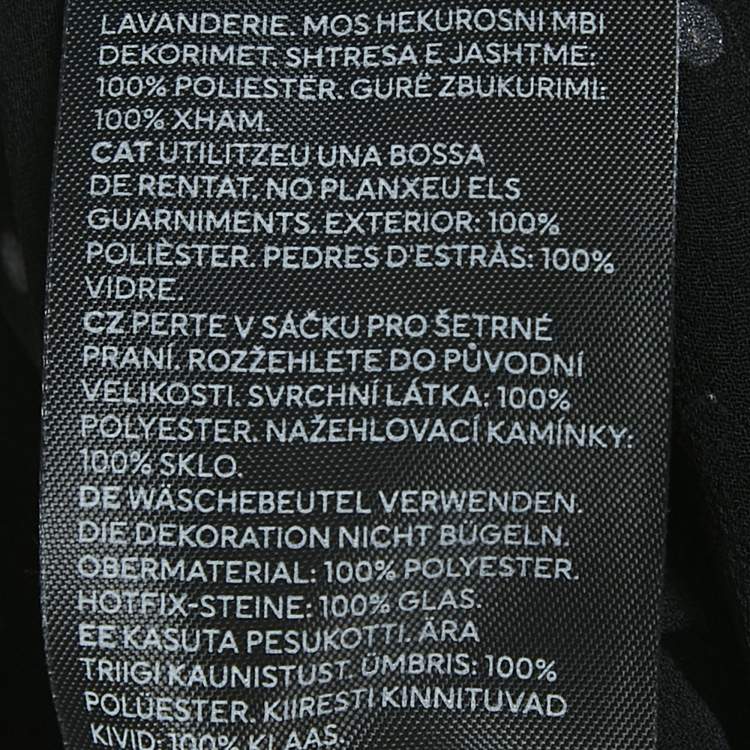 LAVANDERIE. MOS HEKUROSNI MBI
DEKORIMET. SHTRESA E JASHTME:
100% POLIESTËR. GURË ZBUKURIMI:
100% XHAM.
CAT UTILITZEU UNA BOSSA
DE RENTAT. NO PLANXEU ELS
GUARNIMENTS. EXTERIOR: 100%
POLIÈSTER. PEDRES D'ESTRÀS: 100%
VIDRE.
CZ PERTE V SÁČKU PRO ŠETRNÉ
PRANÍ. ROZŽEHLETE DO PŮVODNÍ
VELIKOSTI. SVRCHNÍ LÁTKA: 100%
POLYESTER. NAŽEHLOVACÍ KAMÍNKY:
100% SKLO.
DE WÄSCHEBEUTEL VERWENDEN.
DIE DEKORATION NICHT BÜGELN.
OBERMATERIAL: 100% POLYESTER.
HOTFIX-STEINE: 100% GLAS.
EE KASUTA PESUKOTTI. ÄRA
TRIIGI KAUNISTUST. ÜMBRIS: 100%
POLÜESTER. KIIRESTI KINNITUVAD
KIVID: 100% KLAAS.